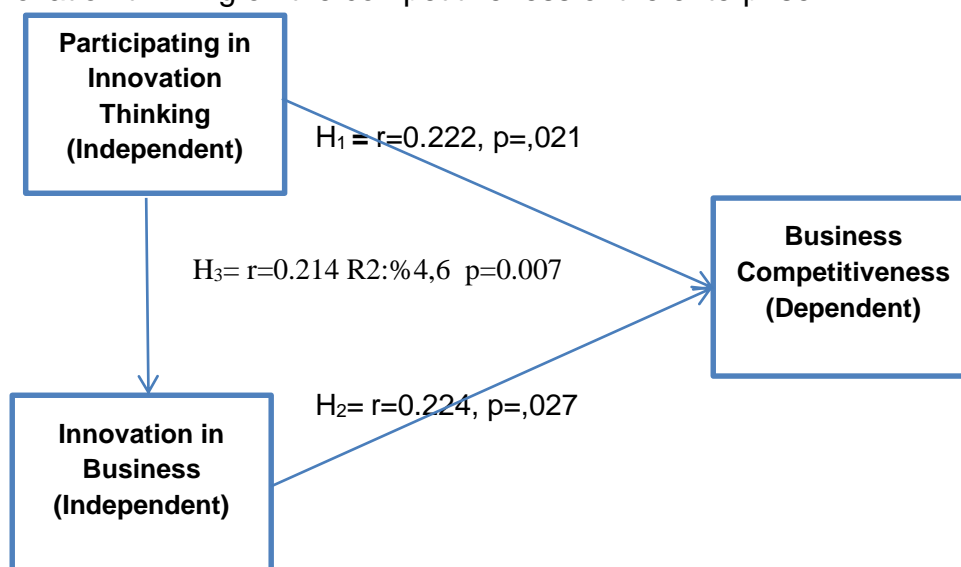 Participating in
Innovation
Thinking
(Independent)
H₁ = r=0.222, p=,021
Business
Competitiveness
(Dependent)
H₃= r=0.214 R2:%4,6 p=0.007
H₂= r=0.224, p=,027
Innovation in
Business
(Independent)